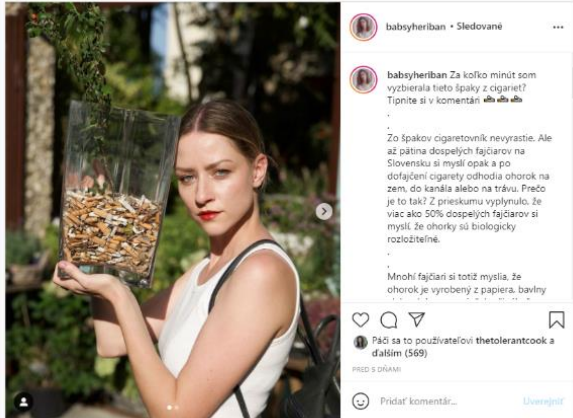 babsyheriban • Sledované
babsyheriban Za koľko minút som
vyzbierala tieto špaky z cigariet?
Tipnite si v komentári
.
.
Zo špakov cigaretovník nevyrastie. Ale
až pätina dospelých fajčiarov na
Slovensku si myslí opak a po
dofajčení cigarety odhodia ohorok na
zem, do kanála alebo na trávu. Prečo
je to tak? Z prieskumu vyplynulo, že
viac ako 50% dospelých fajčiarov si
myslí, že ohorky sú biologicky
rozložiteľné.
.
.
Mnohí fajčiari si totiž myslia, že
ohorok je vyrobený z papiera, bavlny
Páči sa to používateľovi thetolerantcook a
ďalším (569)
PRED 5 DŇAMI
Pridať komentár...
Uverejniť